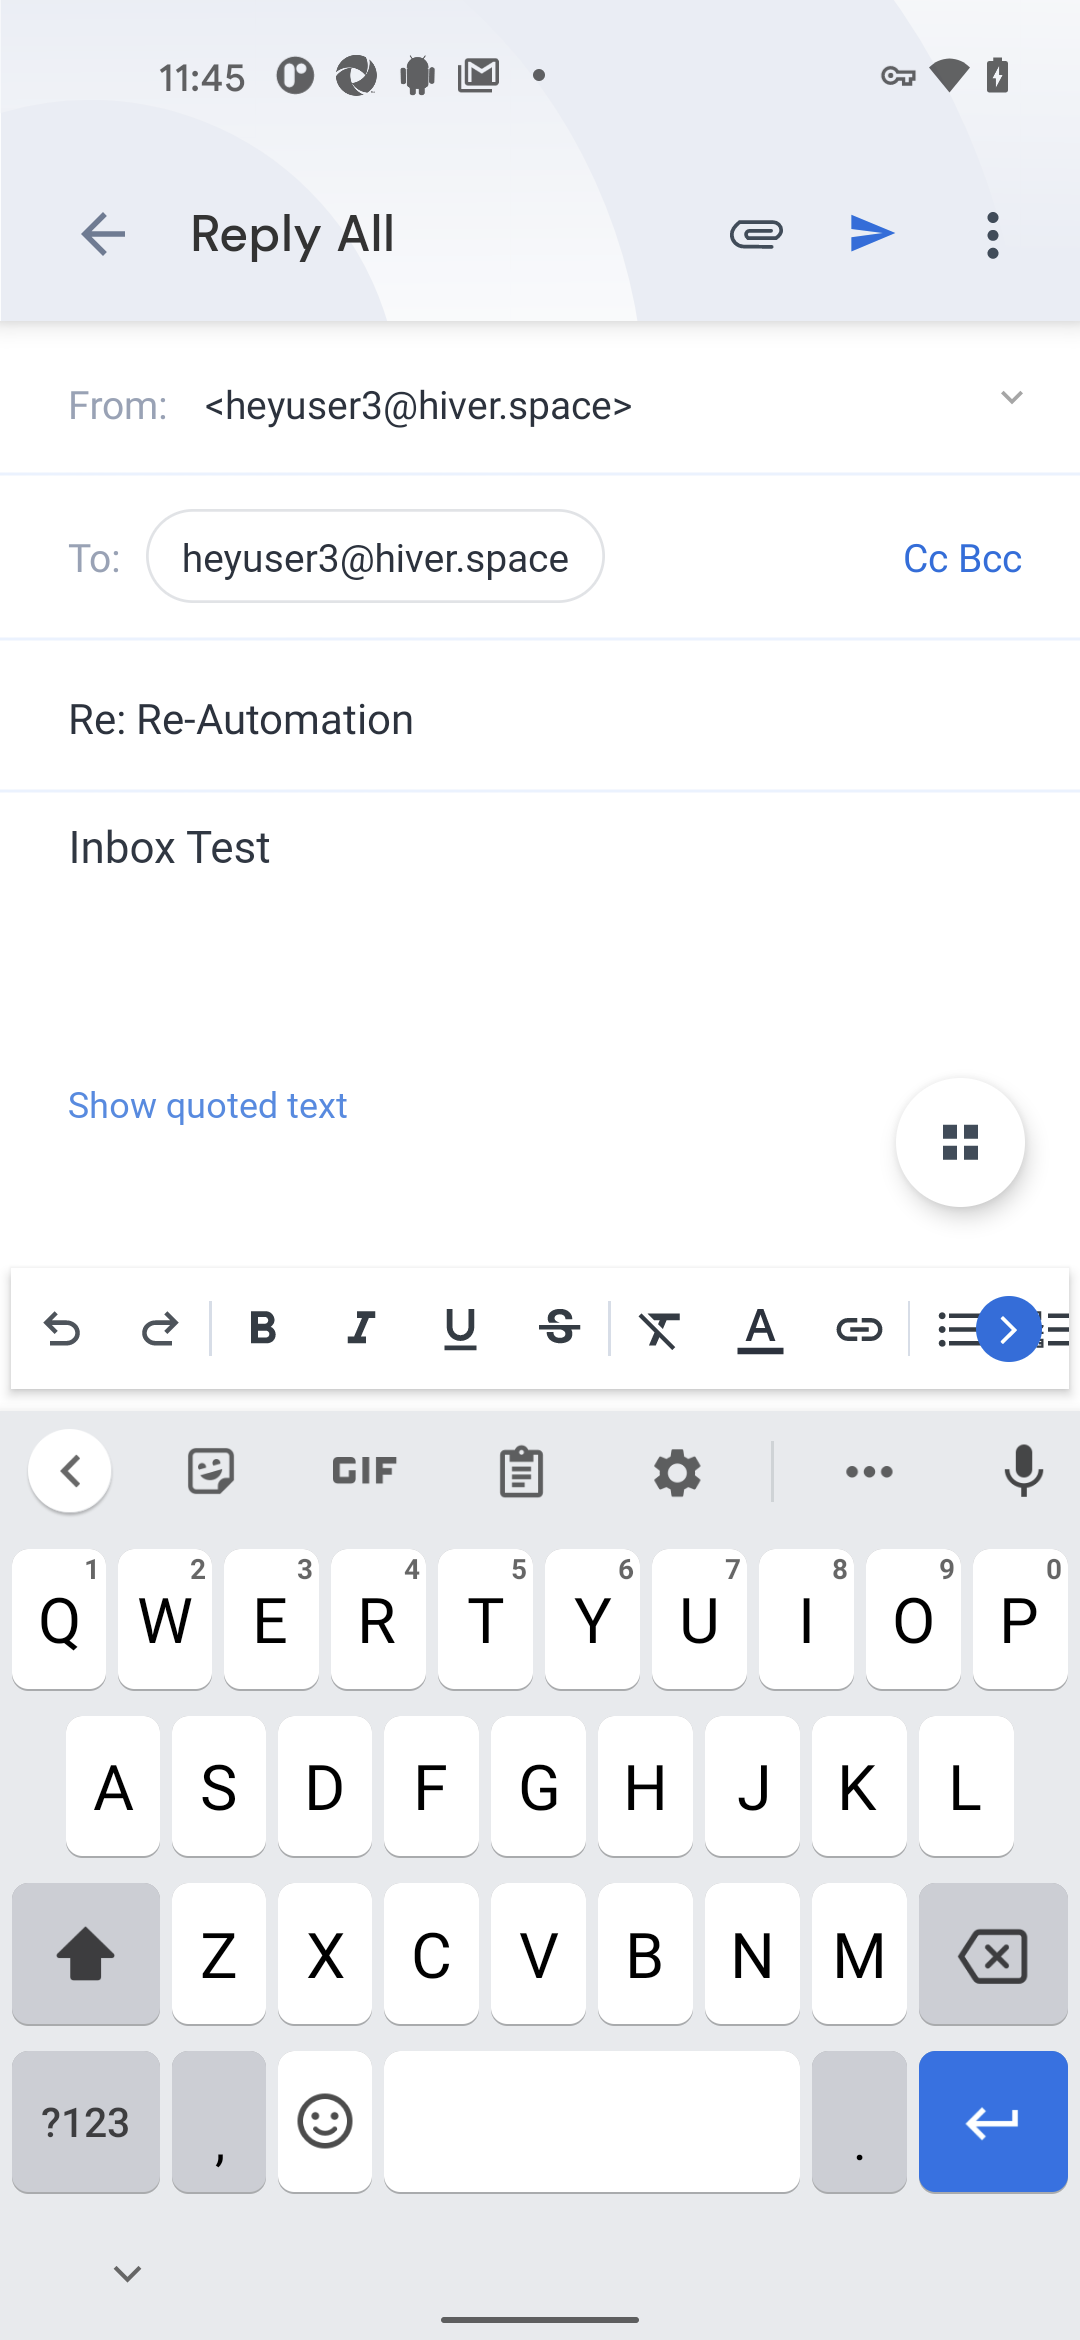 11:45
Reply All
From: <heyuser3@hiver.space>
To: heyuser3@hiver.space Cc Bcc
Re: Re-Automation
Inbox Test
Show quoted text
B I U S A
GIF
1 2 3 4 5 6 7 8 9 0
Q W E R T Y U I O P
A S D F G H J K L
Z X C V B N M
?123 , .